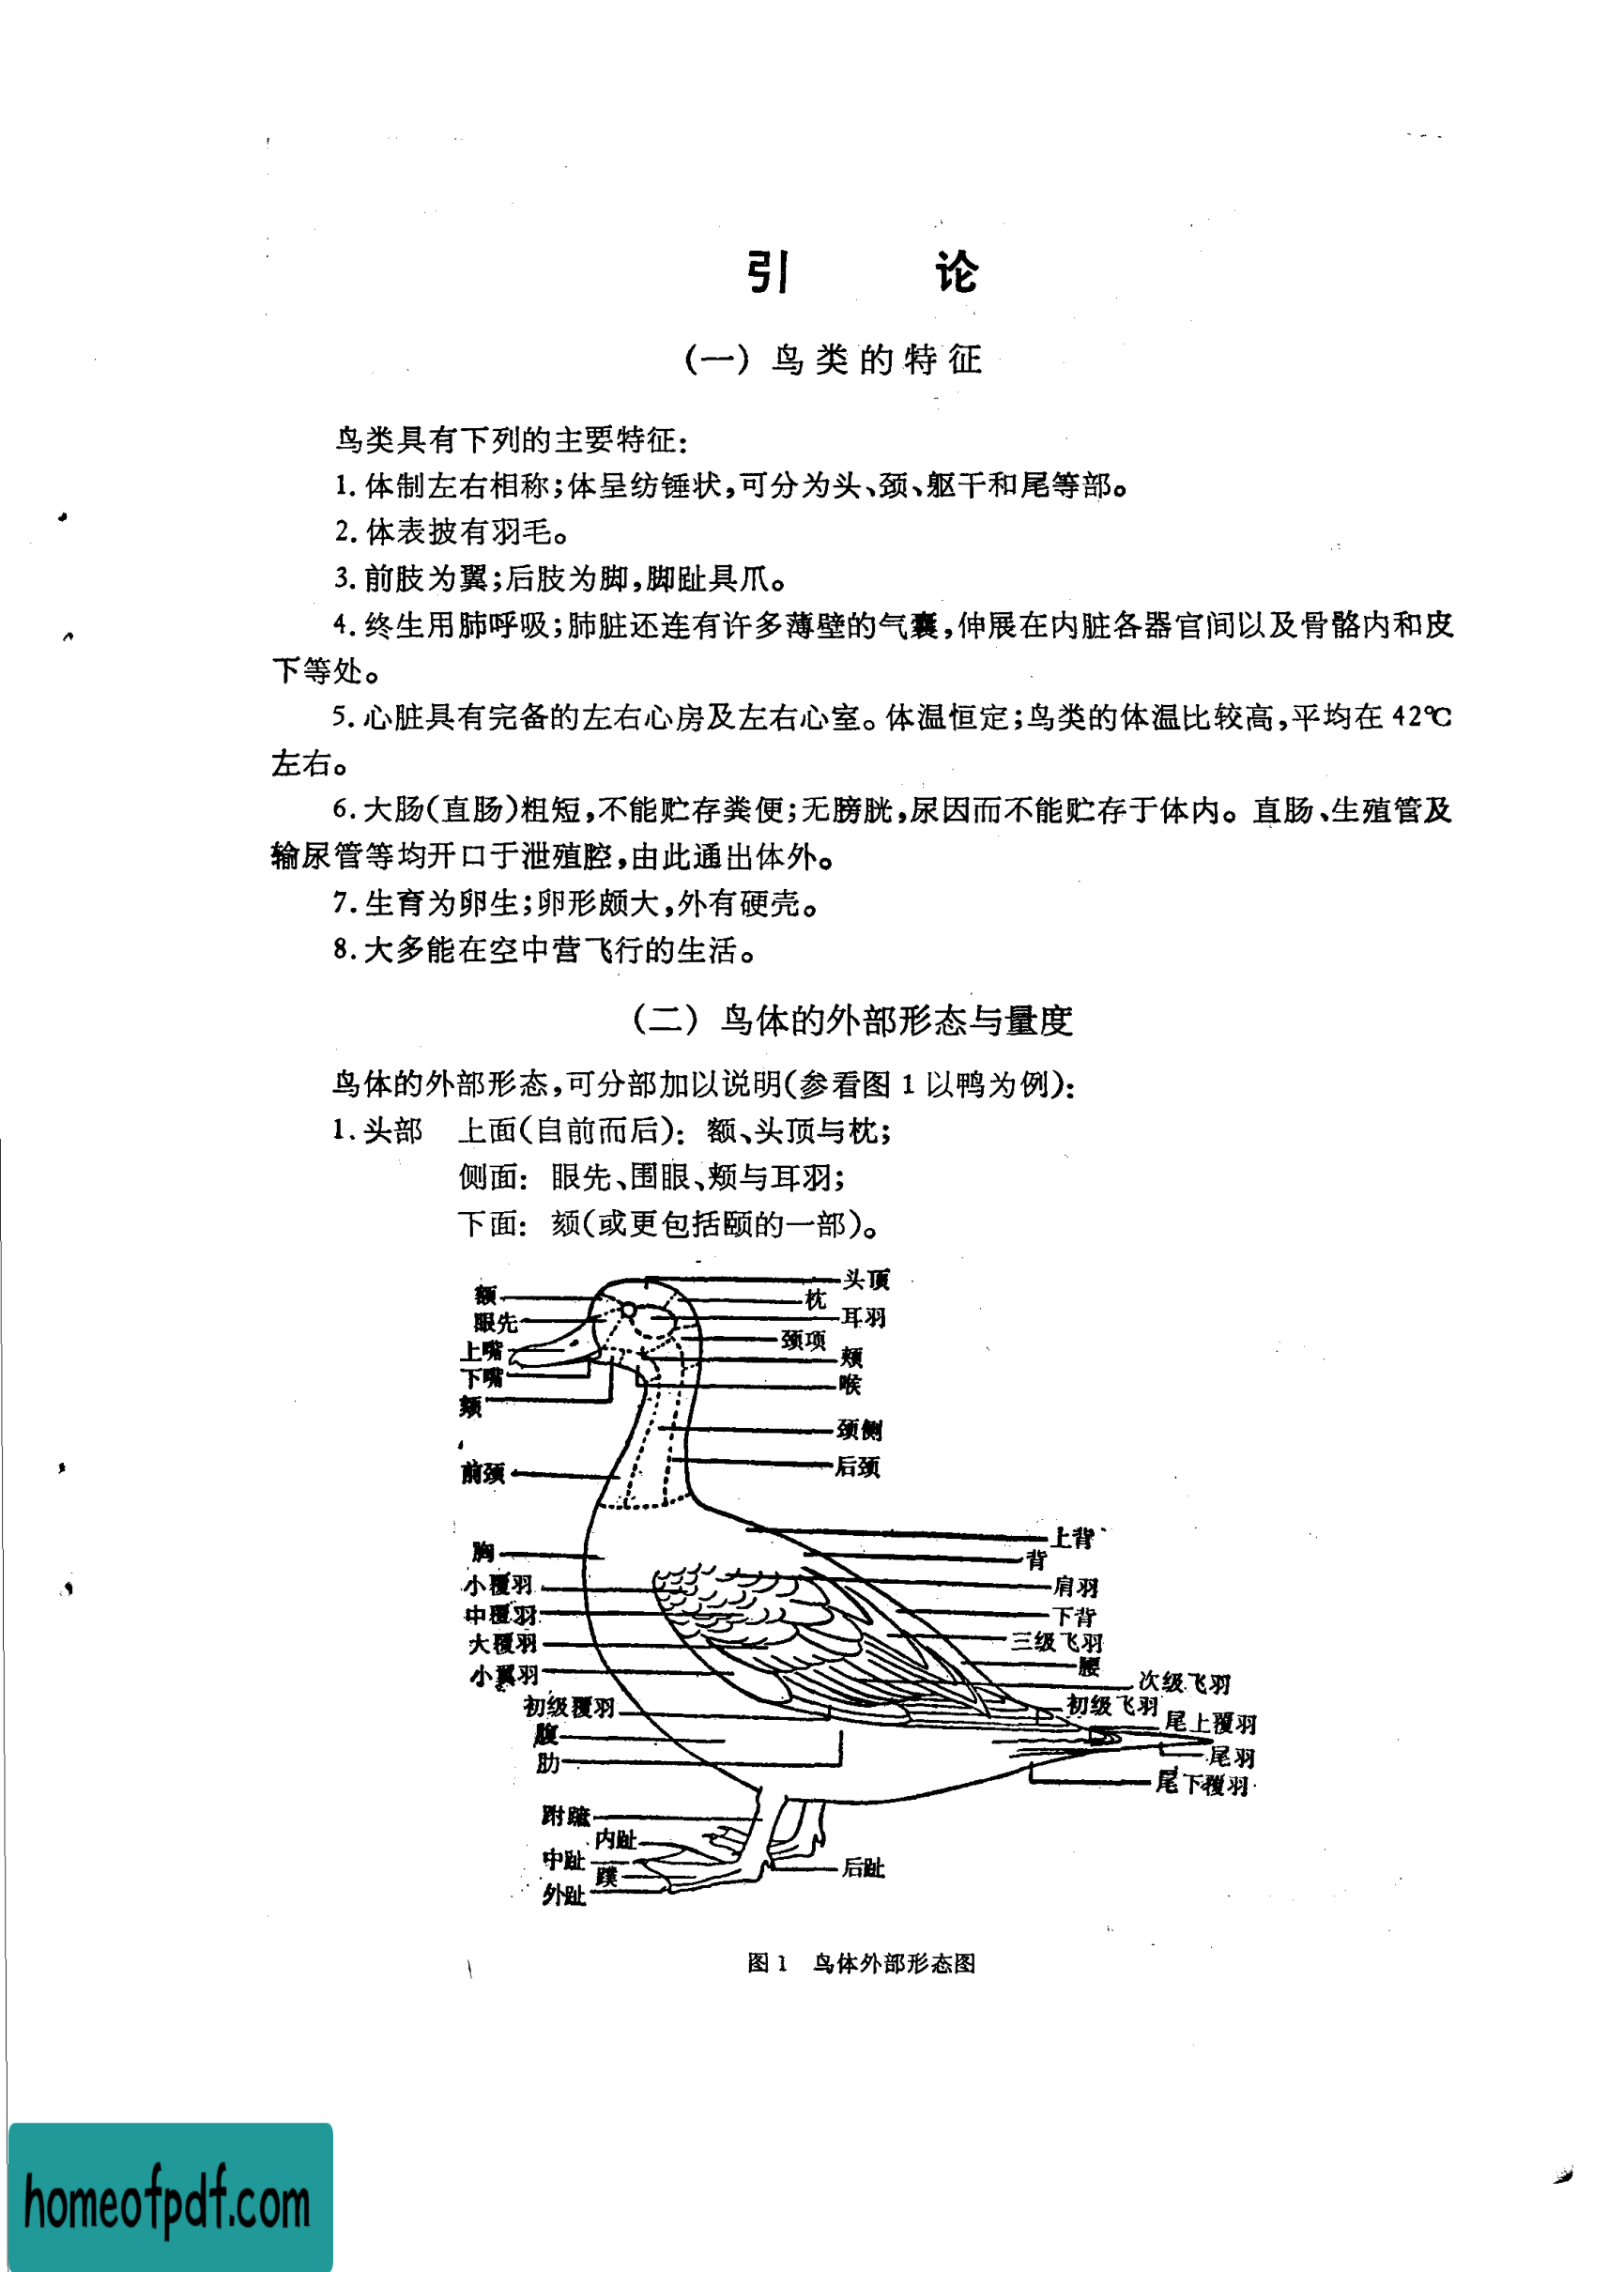 引 论
(一) 鸟类的特征
鸟类具有下列的主要特征:
1. 体制左右相称;体呈纺锤状,可分为头、颈、躯干和尾等部。
2. 体表披有羽毛。
3. 前肢为翼;后肢为脚,脚趾具爪。
4. 终生用肺呼吸;肺脏还连有许多薄壁的气囊,伸展在内脏各器官间以及骨骼内和皮
下等处。
5. 心脏具有完备的左右心房及左右心室。体温恒定;鸟类的体温比较高,平均在 42℃
左右。
6. 大肠(直肠)粗短,不能贮存粪便;无膀胱,尿因而不能贮存于体内。直肠、生殖管及
输尿管等均开口于泄殖腔,由此通出体外。
7. 生育为卵生;卵形颇大,外有硬壳。
8. 大多能在空中营飞行的生活。
(二) 鸟体的外部形态与量度
鸟体的外部形态,可分部加以说明(参看图 1 以鸭为例):
1. 头部 上面(自前而后): 额、头顶与枕;
侧面: 眼先、围眼、颊与耳羽;
下面: 颏(或更包括颐的一部)。
头顶
额
枕
眼先
耳羽
颈项
上嘴
颊
下嘴
喉
颏
颈侧
前颈
后颈
上背
胸
背
小覆羽
肩羽
中覆羽
下背
大覆羽
三级飞羽
小翼羽
腰
次级飞羽
初级覆羽
初级飞羽
尾上覆羽
腹
肋
尾羽
尾下覆羽
跗蹠
内趾
中趾
后趾
蹼
外趾
图 1 鸟体外部形态图
homeofpdf.com